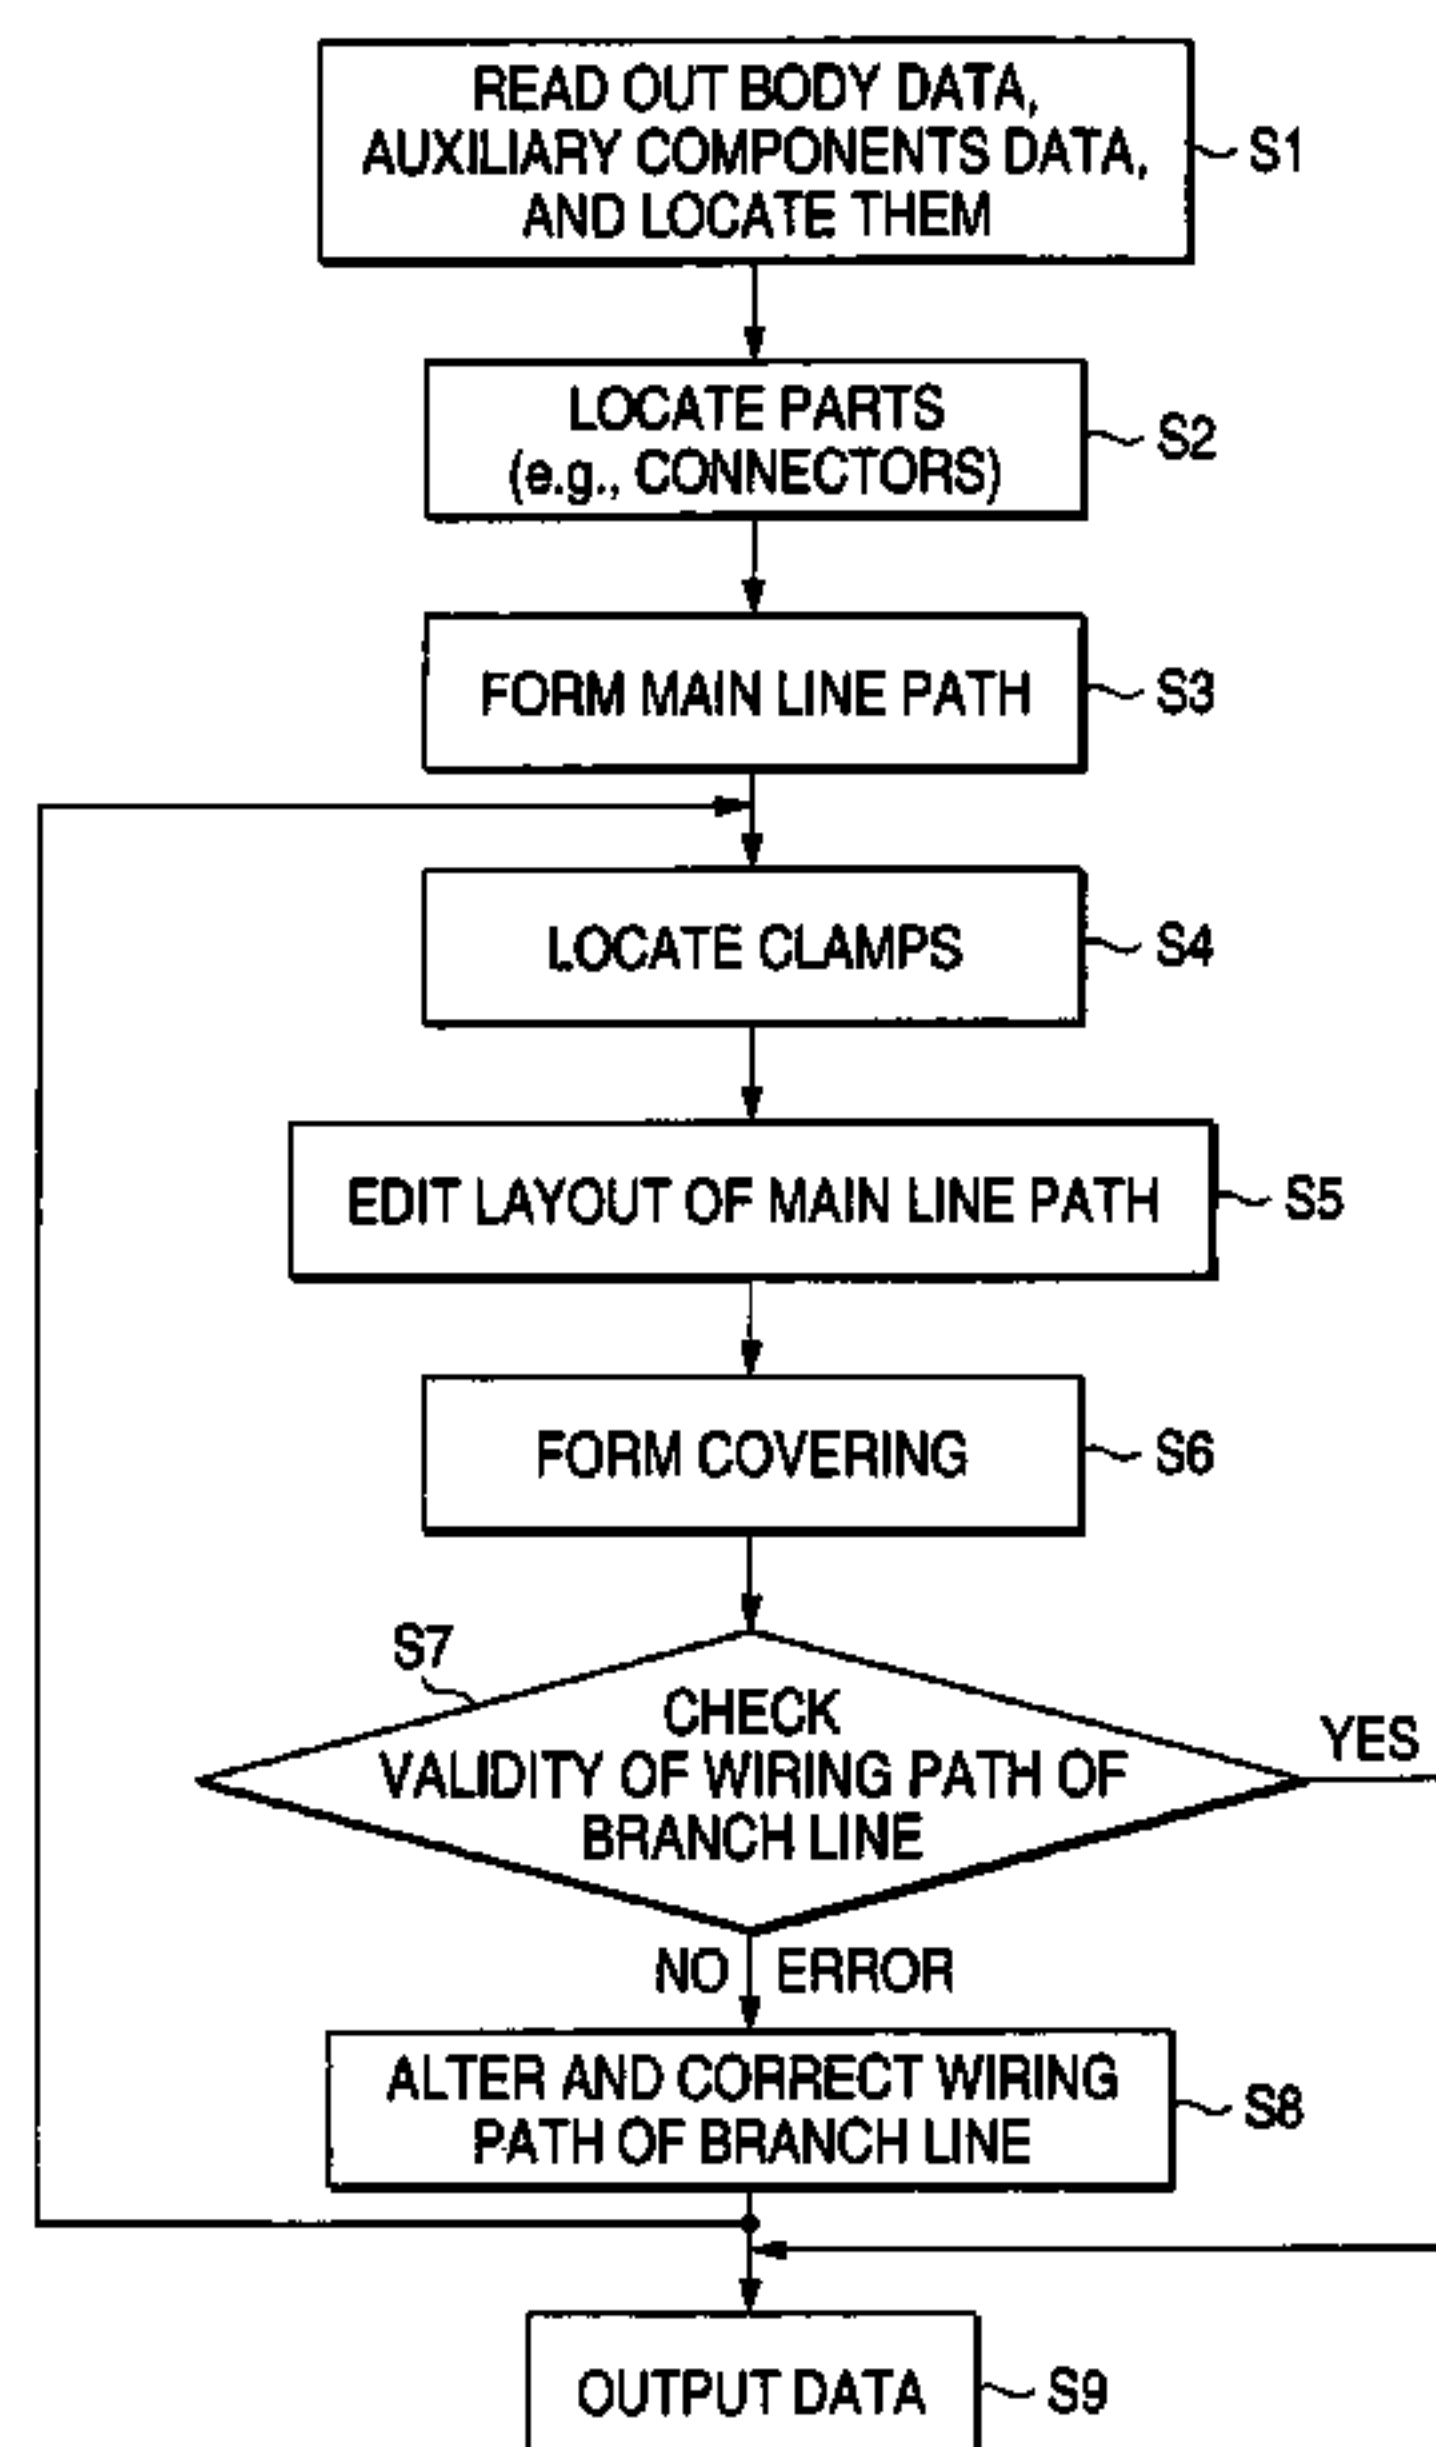 READ OUT BODY DATA,
AUXILIARY COMPONENTS DATA,
AND LOCATE THEM
S1
LOCATE PARTS
(e.g., CONNECTORS)
S2
FORM MAIN LINE PATH
S3
LOCATE CLAMPS
S4
EDIT LAYOUT OF MAIN LINE PATH
S5
FORM COVERING
S6
S7
CHECK
VALIDITY OF WIRING PATH OF
BRANCH LINE
YES
NO ERROR
ALTER AND CORRECT WIRING
PATH OF BRANCH LINE
S8
OUTPUT DATA
S9